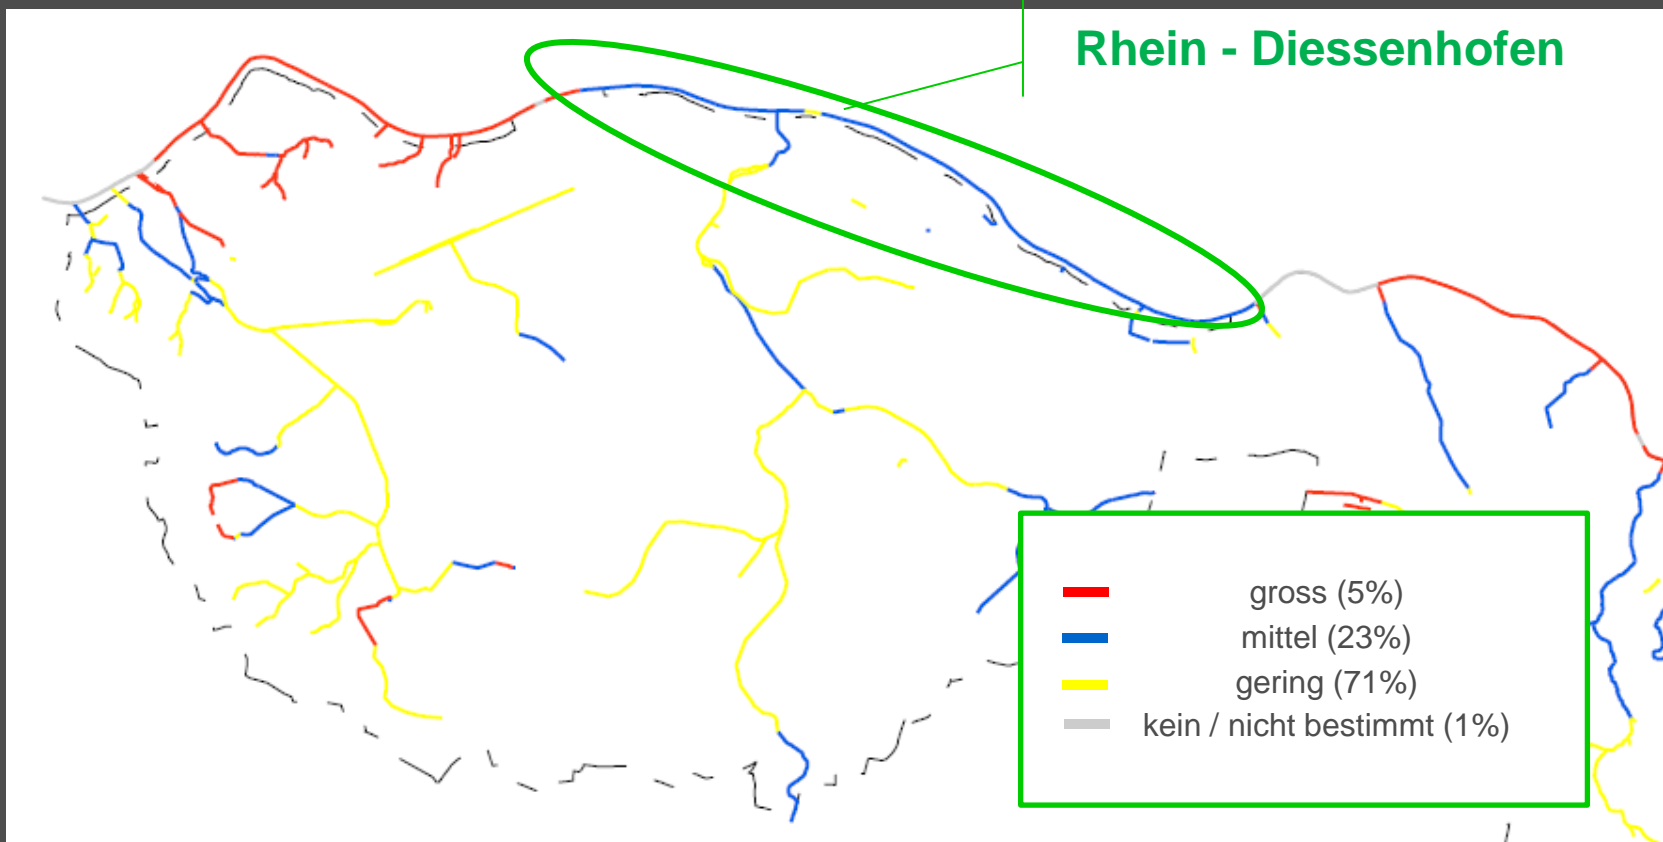 Rhein - Diessenhofen
gross (5%)
mittel (23%)
gering (71%)
kein / nicht bestimmt (1%)